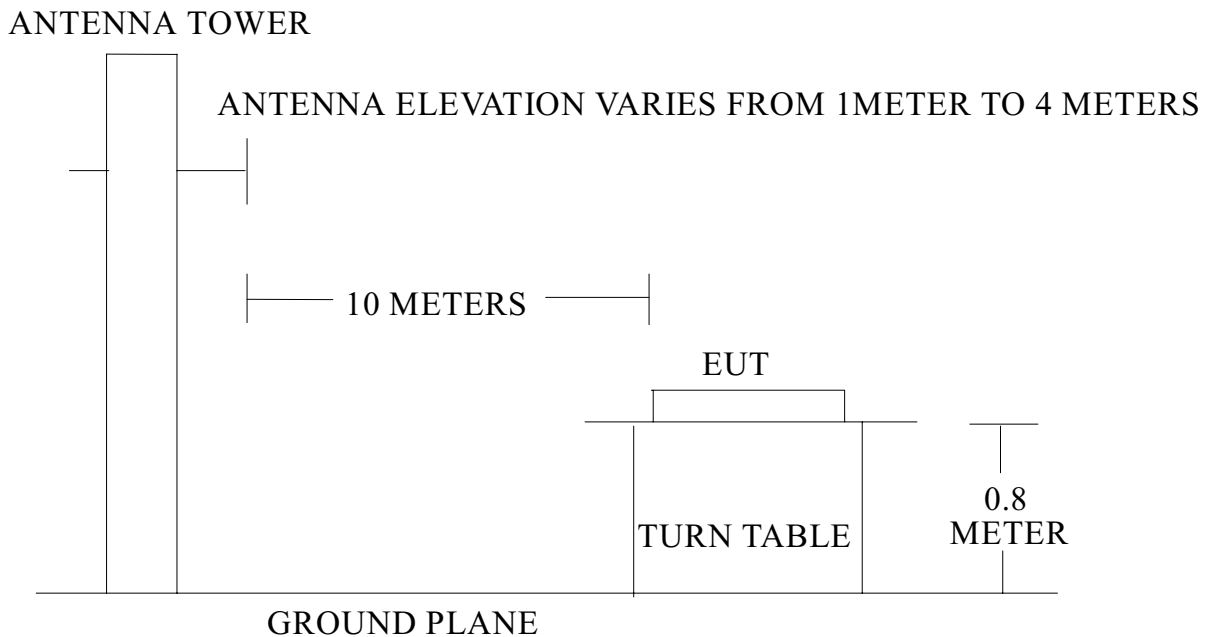 ANTENNA TOWER
ANTENNA ELEVATION VARIES FROM 1METER TO 4 METERS
10 METERS
EUT
0.8
METER
TURN TABLE
GROUND PLANE